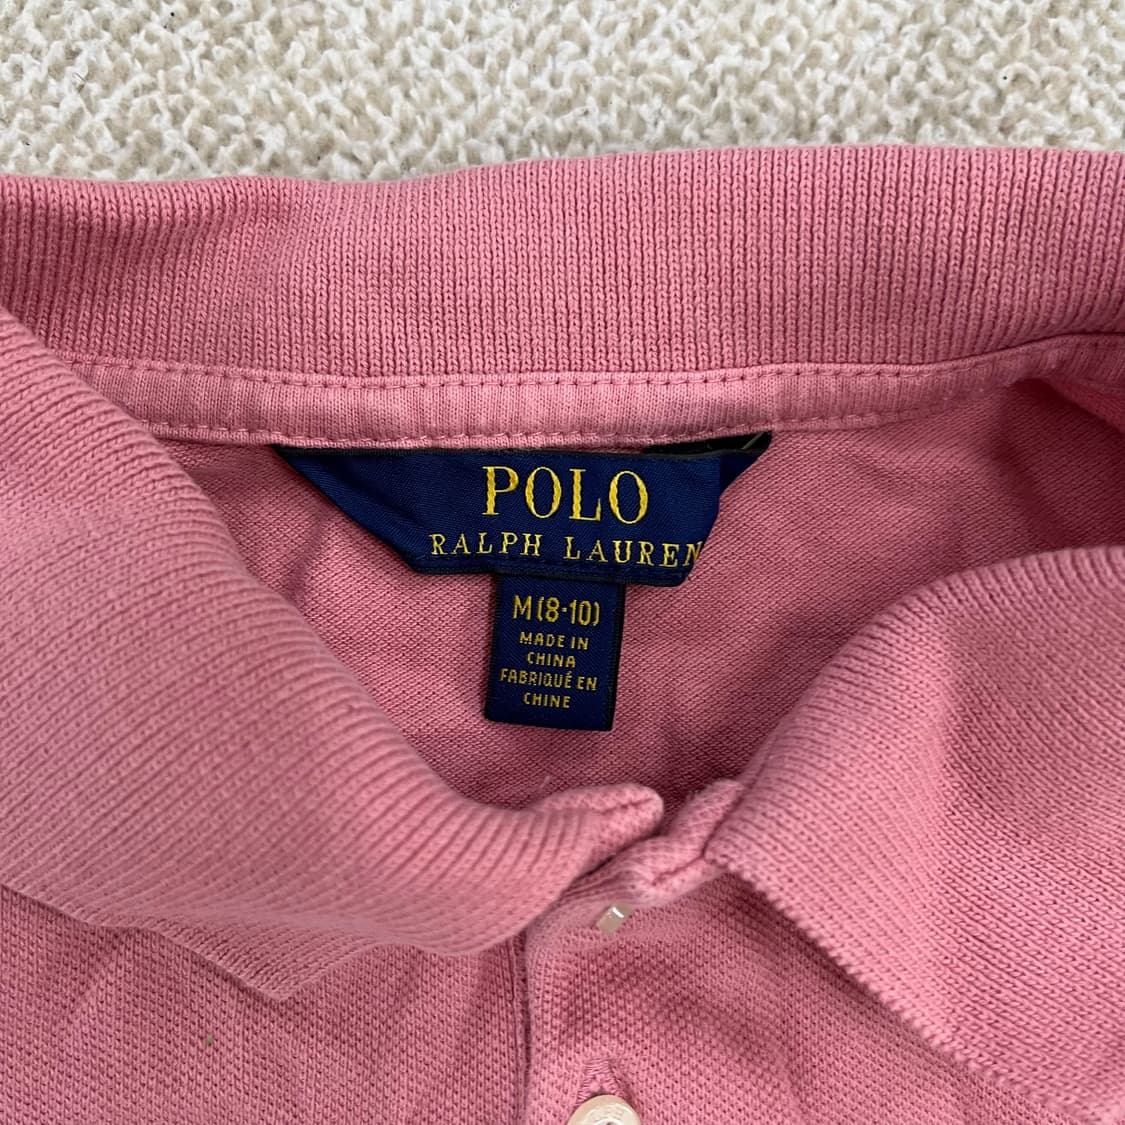 POLO
RALPH LAUREN
M(8-10)
MADE IN
CHINA
FABRIQUÉ EN
CHINE